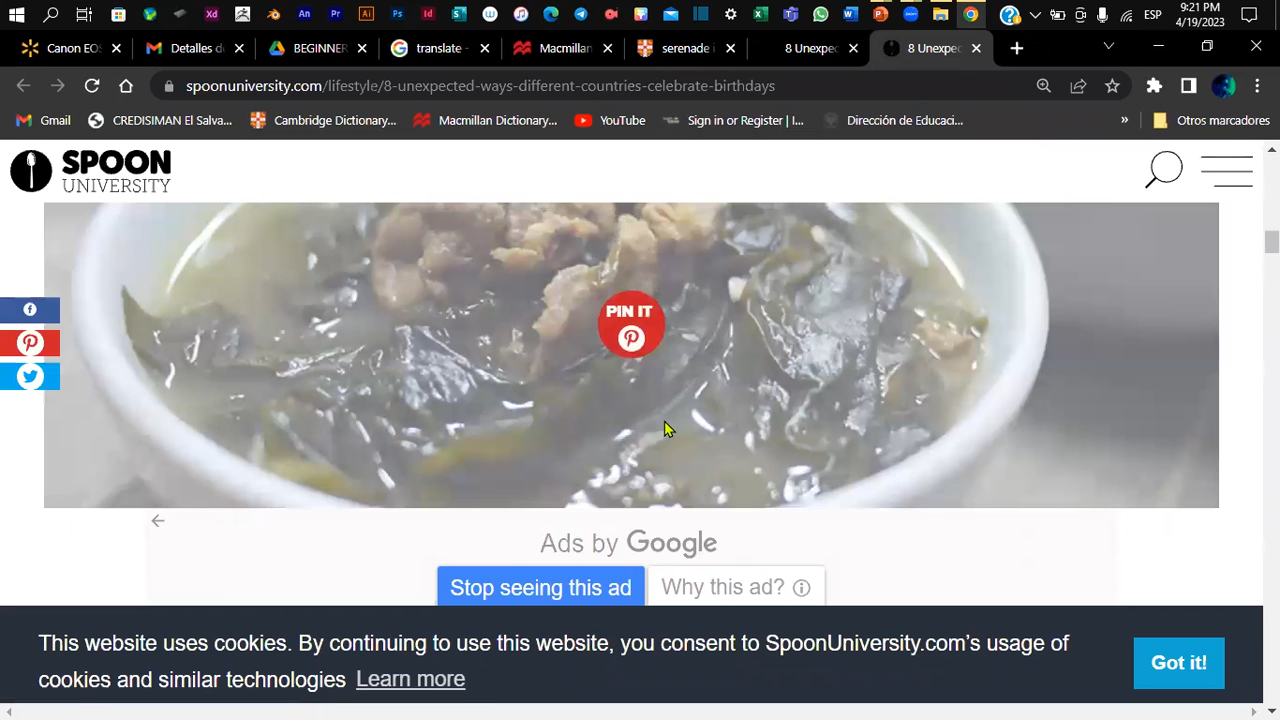 9:21 PM
ESP
4/19/2023
Canon EOS
Detalles d
BEGINNER
translate -
Macmillan
serenade i
8 Unexpec
8 Unexpec
spoonuniversity.com/lifestyle/8-unexpected-ways-different-countries-celebrate-birthdays
Gmail
CREDISIMAN El Salva...
Cambridge Dictionary...
Macmillan Dictionary...
YouTube
Sign in or Register | I...
Dirección de Educaci...
»
Otros marcadores
SPOON
UNIVERSITY
PIN IT
Ads by Google
Stop seeing this ad
Why this ad?
This website uses cookies. By continuing to use this website, you consent to SpoonUniversity.com’s usage of
cookies and similar technologies Learn more
Got it!